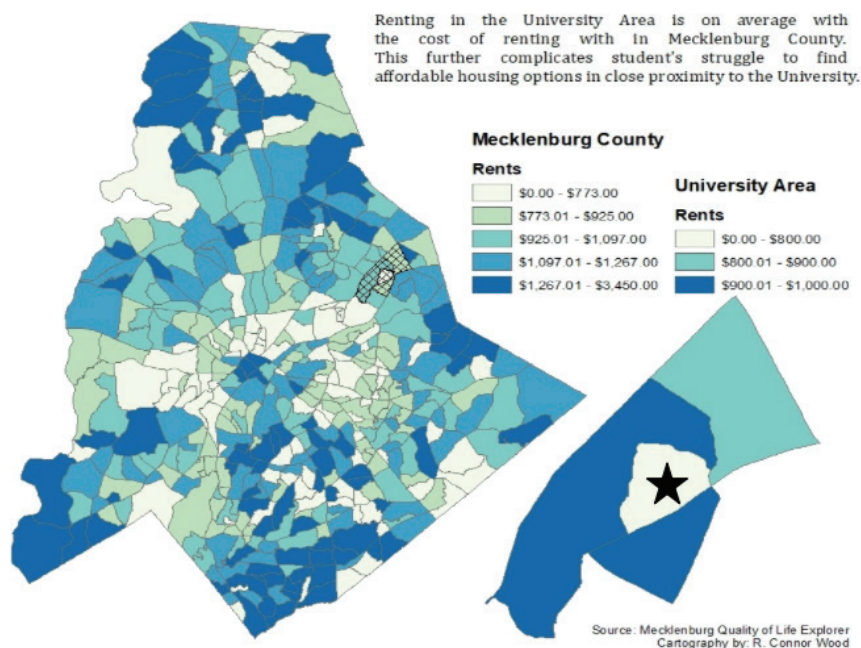 Renting in the University Area is on average with
the cost of renting with in Mecklenburg County.
This further complicates student's struggle to find
affordable housing options in close proximity to the University.
Mecklenburg County
Rents
$0.00 - $773.00
$773.01 - $925.00
$925.01 - $1,097.00
$1,097.01 - $1,267.00
$1,267.01 - $3,450.00
University Area
Rents
$0.00 - $800.00
$800.01 - $900.00
$900.01 - $1,000.00
Source: Mecklenburg Quality of Life Explorer
Cartography by: R. Connor Wood